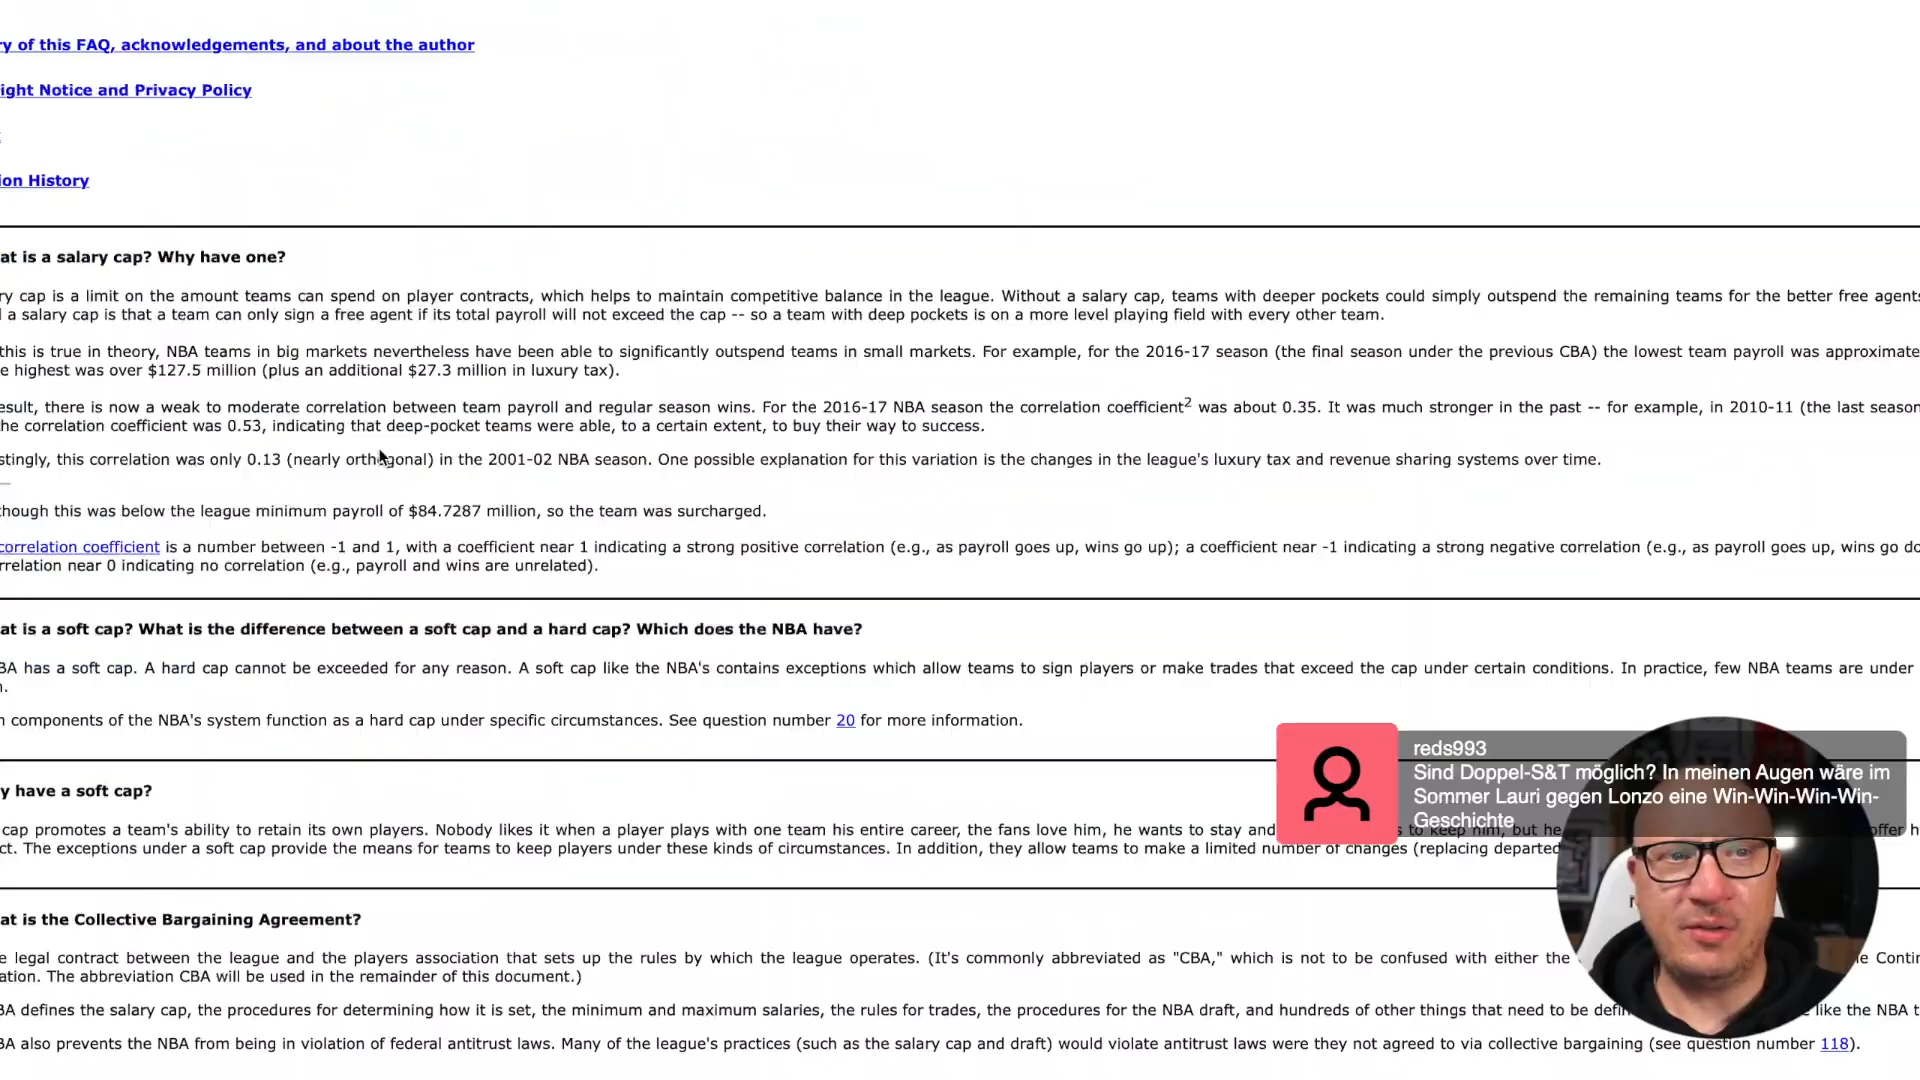 ry of this FAQ, acknowledgements, and about the author
ight Notice and Privacy Policy
ion History
at is a salary cap? Why have one?
ry cap is a limit on the amount teams can spend on player contracts, which helps to maintain competitive balance in the league. Without a salary cap, teams with deeper pockets could simply outspend the remaining teams for the better free agents
l a salary cap is that a team can only sign a free agent if its total payroll will not exceed the cap -- so a team with deep pockets is on a more level playing field with every other team.
this is true in theory, NBA teams in big markets nevertheless have been able to significantly outspend teams in small markets. For example, for the 2016-17 season (the final season under the previous CBA) the lowest team payroll was approximate
e highest was over $127.5 million (plus an additional $27.3 million in luxury tax).
esult, there is now a weak to moderate correlation between team payroll and regular season wins. For the 2016-17 NBA season the correlation coefficient2 was about 0.35. It was much stronger in the past -- for example, in 2010-11 (the last season
he correlation coefficient was 0.53, indicating that deep-pocket teams were able, to a certain extent, to buy their way to success.
stingly, this correlation was only 0.13 (nearly orthogonal) in the 2001-02 NBA season. One possible explanation for this variation is the changes in the league's luxury tax and revenue sharing systems over time.
though this was below the league minimum payroll of $84.7287 million, so the team was surcharged.
correlation coefficient is a number between -1 and 1, with a coefficient near 1 indicating a strong positive correlation (e.g., as payroll goes up, wins go up); a coefficient near -1 indicating a strong negative correlation (e.g., as payroll goes up, wins go do
rrelation near 0 indicating no correlation (e.g., payroll and wins are unrelated).
at is a soft cap? What is the difference between a soft cap and a hard cap? Which does the NBA have?
BA has a soft cap. A hard cap cannot be exceeded for any reason. A soft cap like the NBA's contains exceptions which allow teams to sign players or make trades that exceed the cap under certain conditions. In practice, few NBA teams are under
n.
n components of the NBA's system function as a hard cap under specific circumstances. See question number 20 for more information.
y have a soft cap?
cap promotes a team's ability to retain its own players. Nobody likes it when a player plays with one team his entire career, the fans love him, he wants to stay and to keep him, but he offer h
ct. The exceptions under a soft cap provide the means for teams to keep players under these kinds of circumstances. In addition, they allow teams to make a limited number of changes (replacing departed
reds993
Sind Doppel-S&T möglich? In meinen Augen wäre im
Sommer Lauri gegen Lonzo eine Win-Win-Win-Win-
Geschichte
at is the Collective Bargaining Agreement?
e legal contract between the league and the players association that sets up the rules by which the league operates. (It's commonly abbreviated as "CBA," which is not to be confused with either the e Contin
ation. The abbreviation CBA will be used in the remainder of this document.)
BA defines the salary cap, the procedures for determining how it is set, the minimum and maximum salaries, the rules for trades, the procedures for the NBA draft, and hundreds of other things that need to be defin like the NBA t
BA also prevents the NBA from being in violation of federal antitrust laws. Many of the league's practices (such as the salary cap and draft) would violate antitrust laws were they not agreed to via collective bargaining (see question number 118).